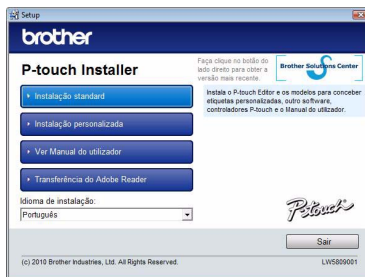 Setup
brother
P-touch Installer
Faça clique no botão do
lado direito para obter a
versão mais recente.
Brother Solutions Center
Instalação standard
Instala o P-touch Editor e os modelos para conceber
etiquetas personalizadas, outro software,
controladores P-touch e o Manual do utilizador.
Instalação personalizada
Ver Manual do utilizador
Transferência do Adobe Reader
Idioma de instalação:
Português
P-touch
Sair
(c) 2010 Brother Industries, Ltd. All Rights Reserved.
LW5809001